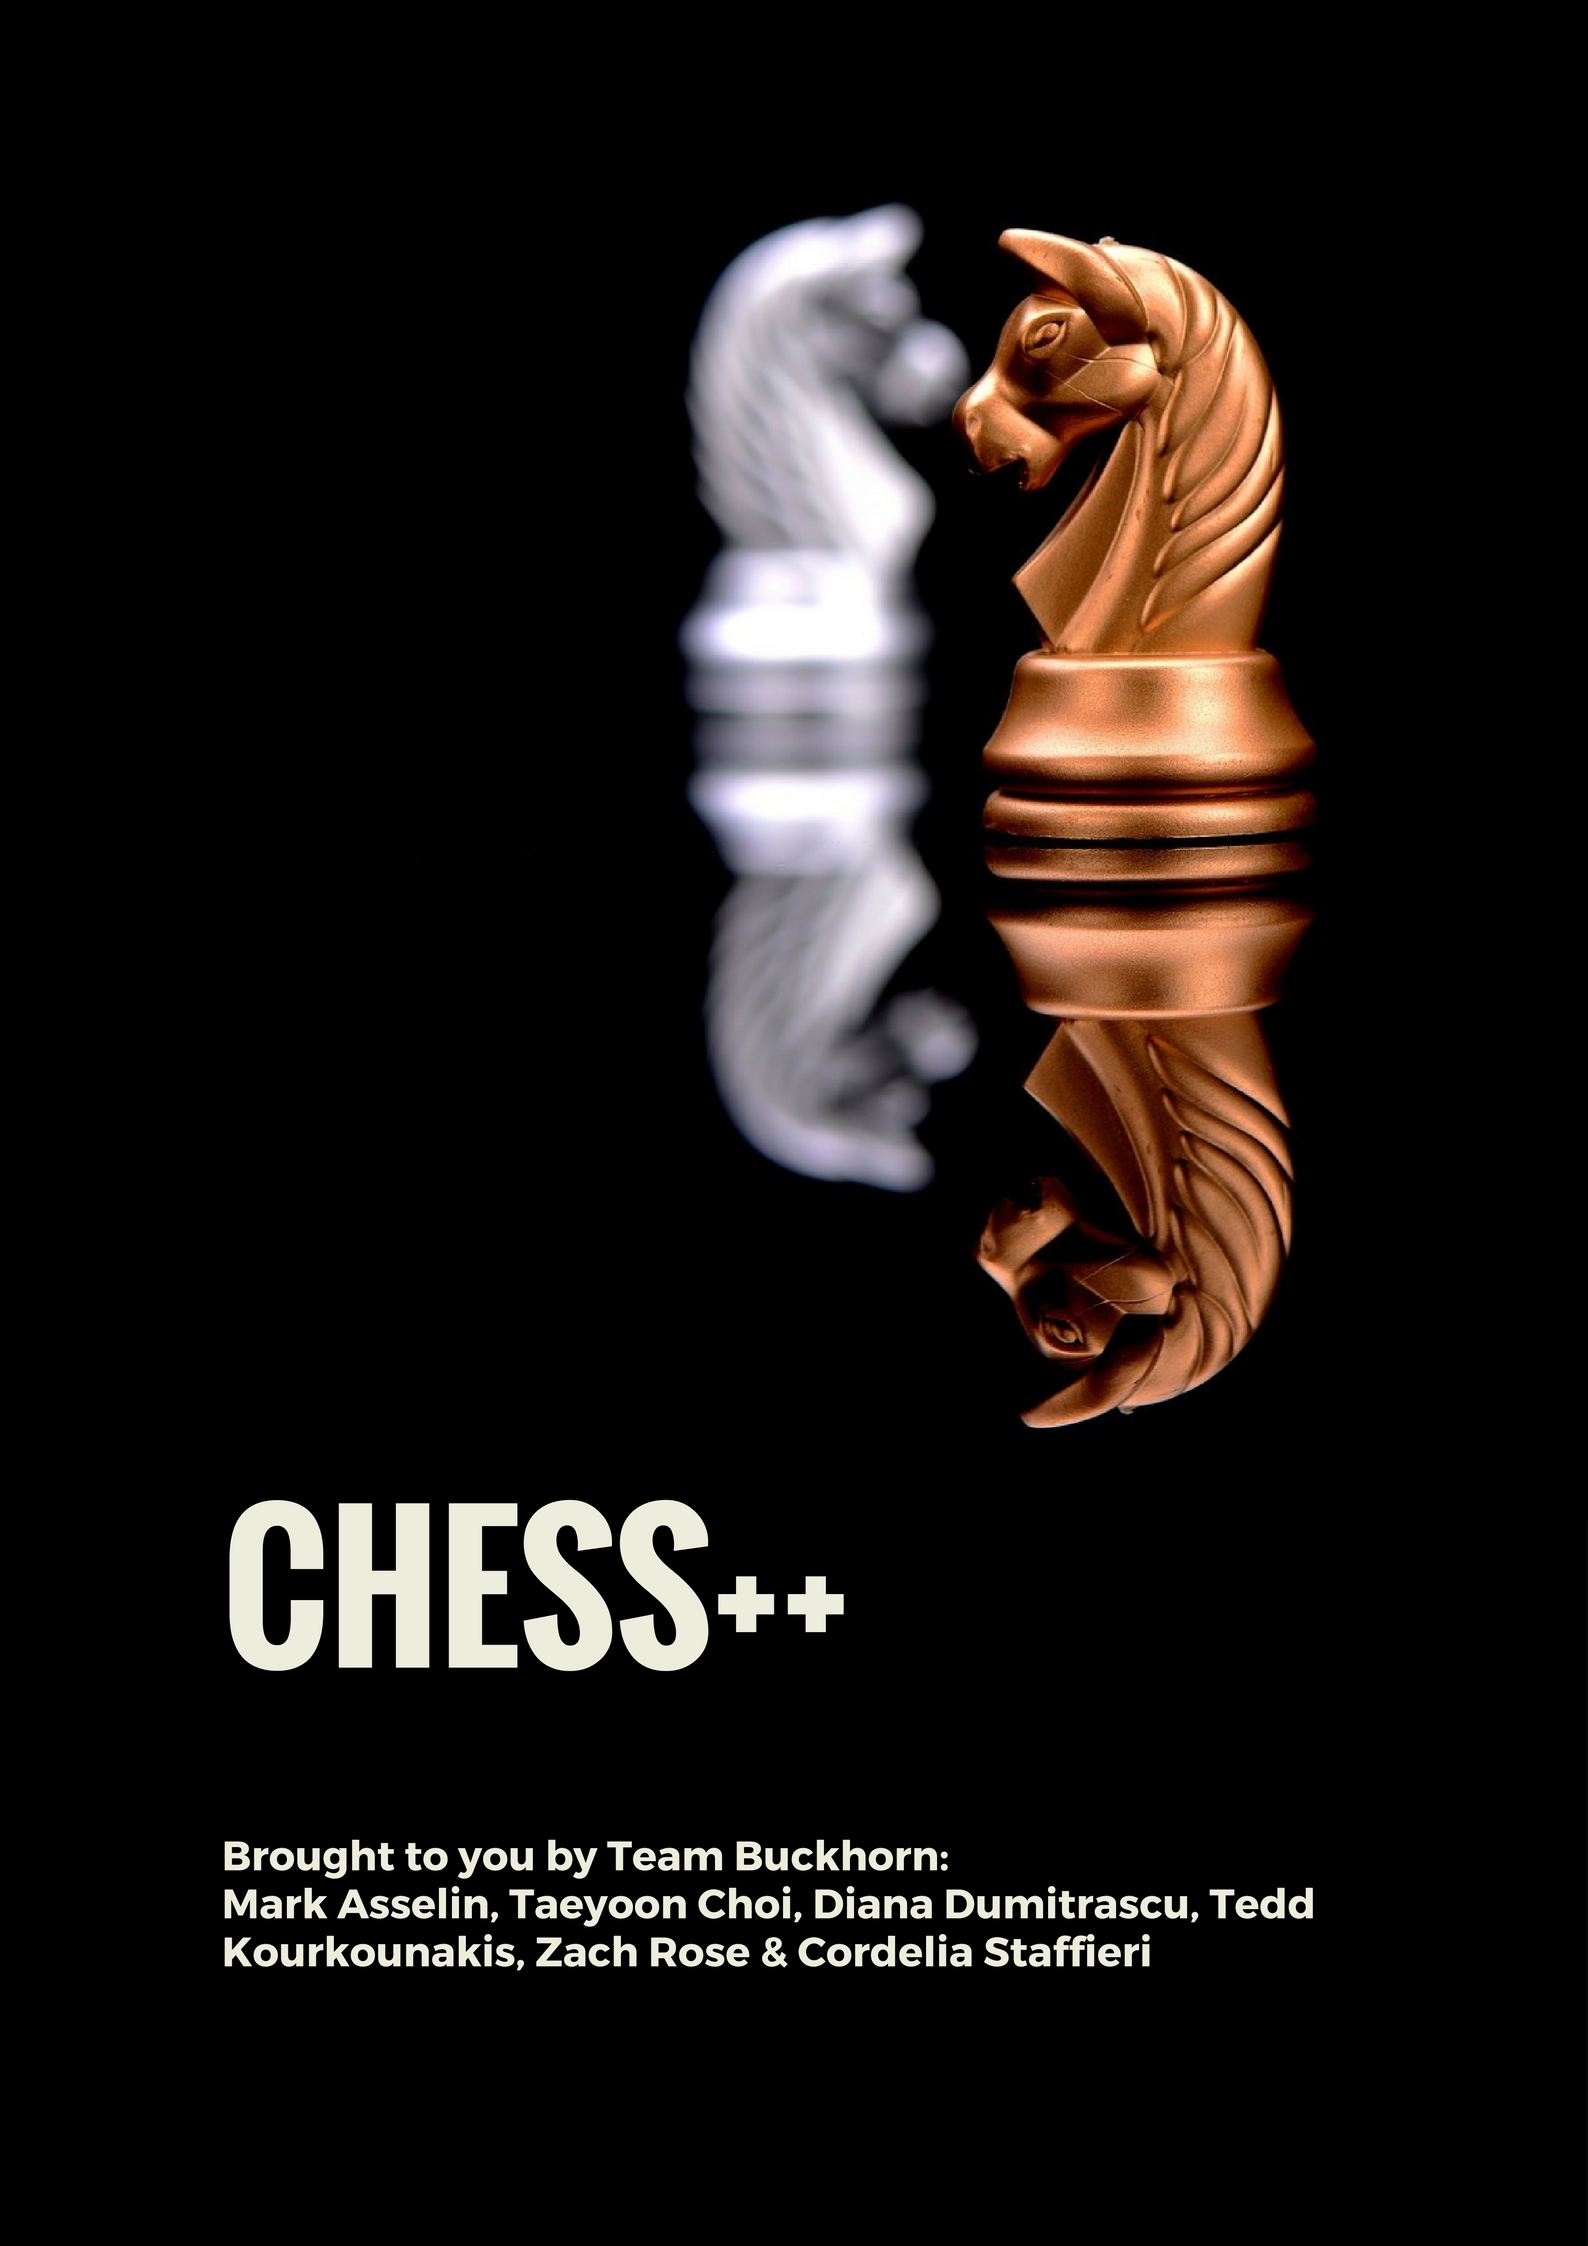 CHESS++
Brought to you by Team Buckhorn:
Mark Asselin, Taeyoon Choi, Diana Dumitrascu, Tedd
Kourkounakis, Zach Rose & Cordelia Staffieri